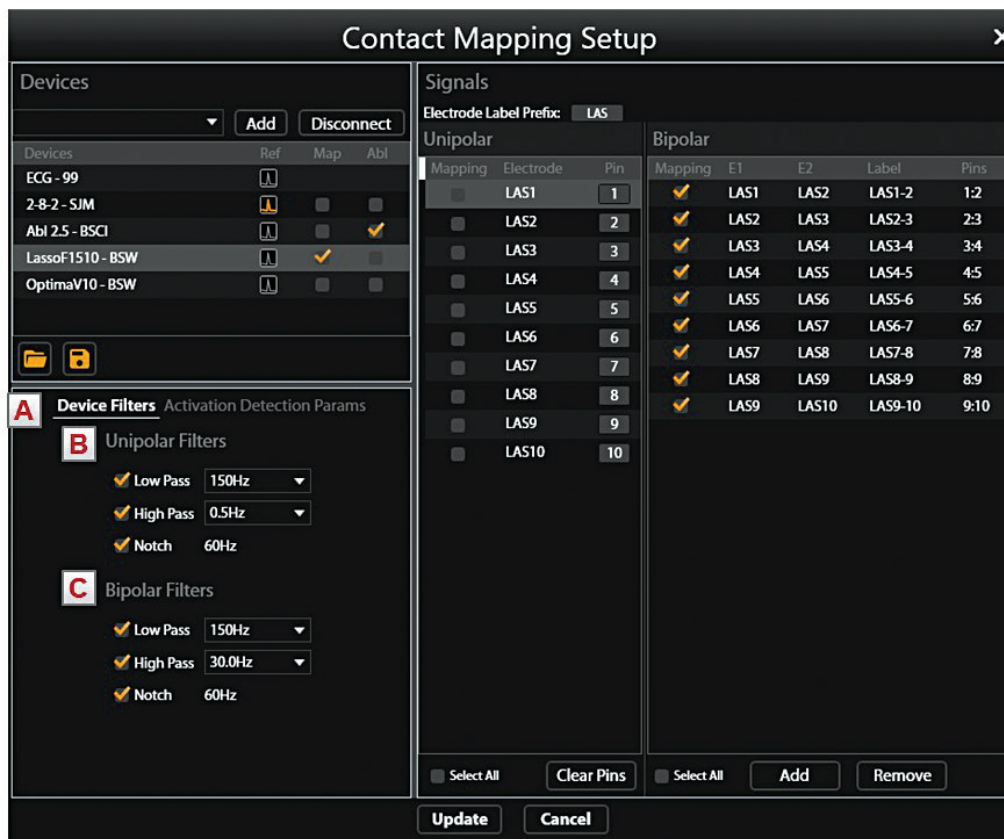 Contact Mapping Setup
Devices
Add Disconnect
Devices Ref Map Abl
ECG - 99
2-8-2 - SJM
Abl 2.5 - BSCI
LassoF1510 - BSW
OptimaV10 - BSW
A Device Filters Activation Detection Params
B Unipolar Filters
Low Pass 150Hz
High Pass 0.5Hz
Notch 60Hz
C Bipolar Filters
Low Pass 150Hz
High Pass 30.0Hz
Notch 60Hz
Signals
Electrode Label Prefix: LAS
Unipolar
Mapping Electrode Pin
LAS1 1
LAS2 2
LAS3 3
LAS4 4
LAS5 5
LAS6 6
LAS7 7
LAS8 8
LAS9 9
LAS10 10
Select All Clear Pins
Bipolar
Mapping E1 E2 Label Pins
LAS1 LAS2 LAS1-2 1:2
LAS2 LAS3 LAS2-3 2:3
LAS3 LAS4 LAS3-4 3:4
LAS4 LAS5 LAS4-5 4:5
LAS5 LAS6 LAS5-6 5:6
LAS6 LAS7 LAS6-7 6:7
LAS7 LAS8 LAS7-8 7:8
LAS8 LAS9 LAS8-9 8:9
LAS9 LAS10 LAS9-10 9:10
Select All Add Remove
Update Cancel